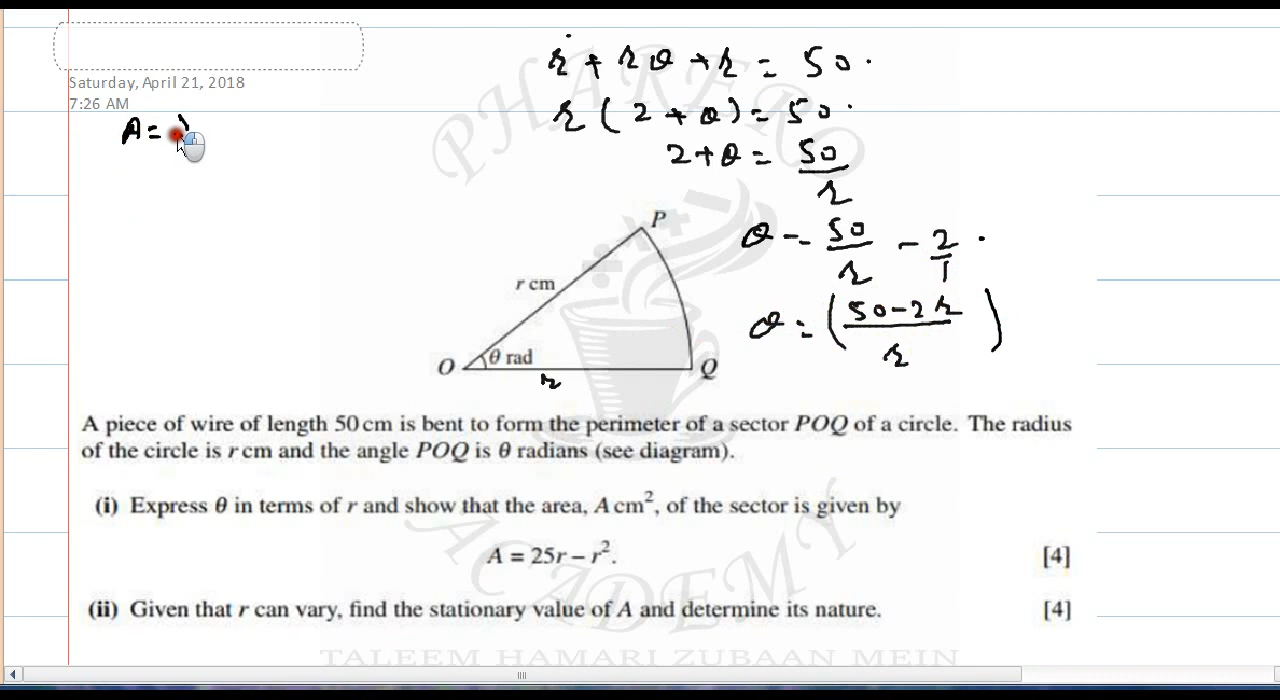 Saturday, April 21, 2018
7:26 AM
A =
r + rθ + r = 50.
r (2 + θ) = 50.
2 + θ = 50/r
θ = 50/r - 2/1.
θ = (50 - 2r / r)
P
r cm
O
θ rad
r
Q
A piece of wire of length 50 cm is bent to form the perimeter of a sector POQ of a circle. The radius
of the circle is r cm and the angle POQ is θ radians (see diagram).
(i) Express θ in terms of r and show that the area, A cm², of the sector is given by
A = 25r − r². [4]
(ii) Given that r can vary, find the stationary value of A and determine its nature. [4]
PHARERO
ACADEMY
TALEEM HAMARI ZUBAAN MEIN